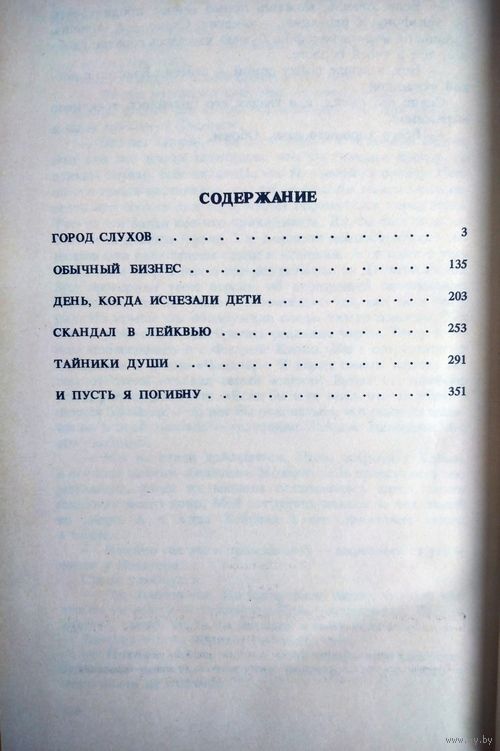 СОДЕРЖАНИЕ
ГОРОД СЛУХОВ . . . . . . . . . . . . . . . . . . 3
ОБЫЧНЫЙ БИЗНЕС . . . . . . . . . . . . . . . . 135
ДЕНЬ, КОГДА ИСЧЕЗАЛИ ДЕТИ . . . . . . . . . . . 203
СКАНДАЛ В ЛЕЙКВЬЮ . . . . . . . . . . . . . . 253
ТАЙНИКИ ДУШИ . . . . . . . . . . . . . . . . . 291
И ПУСТЬ Я ПОГИБНУ . . . . . . . . . . . . . . . 351